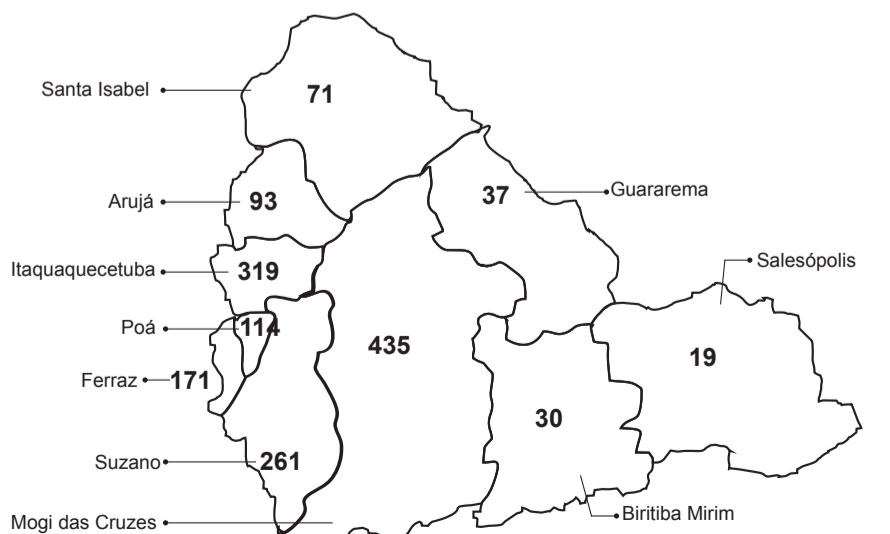 Santa Isabel
71
Arujá
93
37
Guararema
Itaquaquecetuba
319
Salesópolis
Poá
114
435
19
Ferraz
171
30
Suzano
261
Mogi das Cruzes
Biritiba Mirim